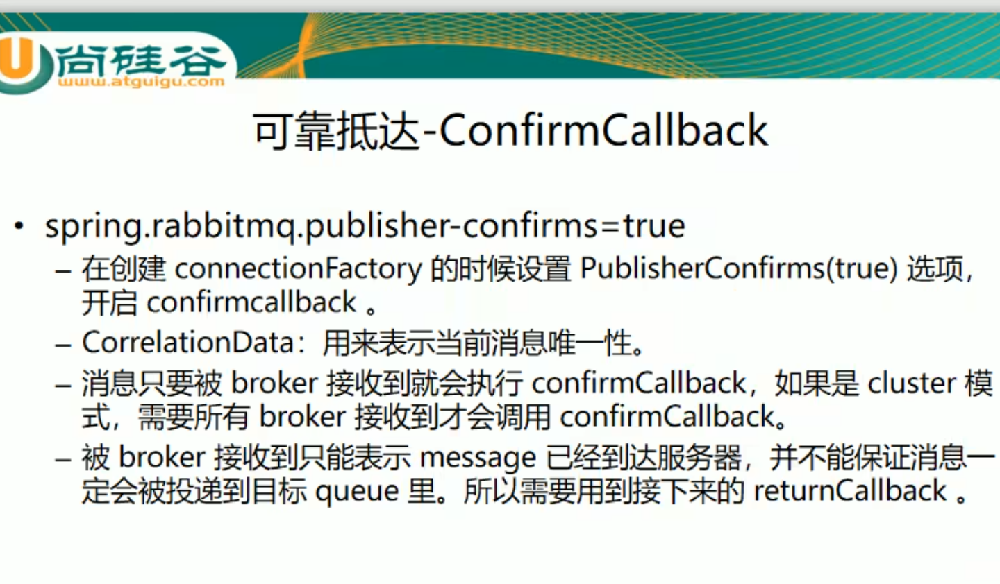 尚硅谷
www.atguigu.com
可靠抵达-ConfirmCallback
• spring.rabbitmq.publisher-confirms=true
– 在创建 connectionFactory 的时候设置 PublisherConfirms(true) 选项，
开启 confirmcallback 。
– CorrelationData：用来表示当前消息唯一性。
– 消息只要被 broker 接收到就会执行 confirmCallback，如果是 cluster 模
式，需要所有 broker 接收到才会调用 confirmCallback。
– 被 broker 接收到只能表示 message 已经到达服务器，并不能保证消息一
定会被投递到目标 queue 里。所以需要用到接下来的 returnCallback 。